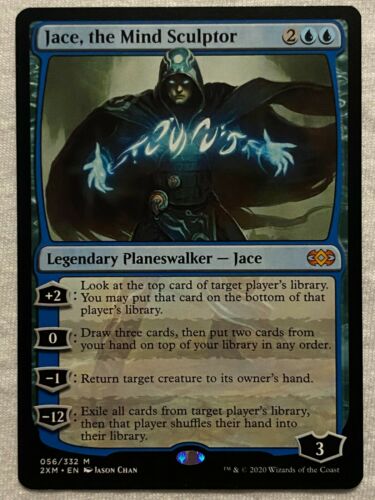 Jace, the Mind Sculptor 2
Legendary Planeswalker — Jace
+2 Look at the top card of target player's library.
You may put that card on the bottom of that
player's library.
0 Draw three cards, then put two cards from
your hand on top of your library in any order.
-1 Return target creature to its owner's hand.
-12 Exile all cards from target player's library,
then that player shuffles their hand into
their library.
3
056/332 M
2XM • EN JASON CHAN
™ & © 2020 Wizards of the Coast